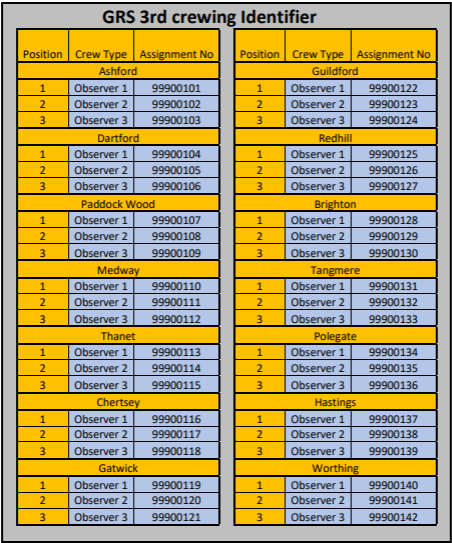 GRS 3rd crewing Identifier
Position Crew Type Assignment No
Ashford
1 Observer 1 99900101
2 Observer 2 99900102
3 Observer 3 99900103
Dartford
1 Observer 1 99900104
2 Observer 2 99900105
3 Observer 3 99900106
Paddock Wood
1 Observer 1 99900107
2 Observer 2 99900108
3 Observer 3 99900109
Medway
1 Observer 1 99900110
2 Observer 2 99900111
3 Observer 3 99900112
Thanet
1 Observer 1 99900113
2 Observer 2 99900114
3 Observer 3 99900115
Chertsey
1 Observer 1 99900116
2 Observer 2 99900117
3 Observer 3 99900118
Gatwick
1 Observer 1 99900119
2 Observer 2 99900120
3 Observer 3 99900121
Position Crew Type Assignment No
Guildford
1 Observer 1 99900122
2 Observer 2 99900123
3 Observer 3 99900124
Redhill
1 Observer 1 99900125
2 Observer 2 99900126
3 Observer 3 99900127
Brighton
1 Observer 1 99900128
2 Observer 2 99900129
3 Observer 3 99900130
Tangmere
1 Observer 1 99900131
2 Observer 2 99900132
3 Observer 3 99900133
Polegate
1 Observer 1 99900134
2 Observer 2 99900135
3 Observer 3 99900136
Hastings
1 Observer 1 99900137
2 Observer 2 99900138
3 Observer 3 99900139
Worthing
1 Observer 1 99900140
2 Observer 2 99900141
3 Observer 3 99900142